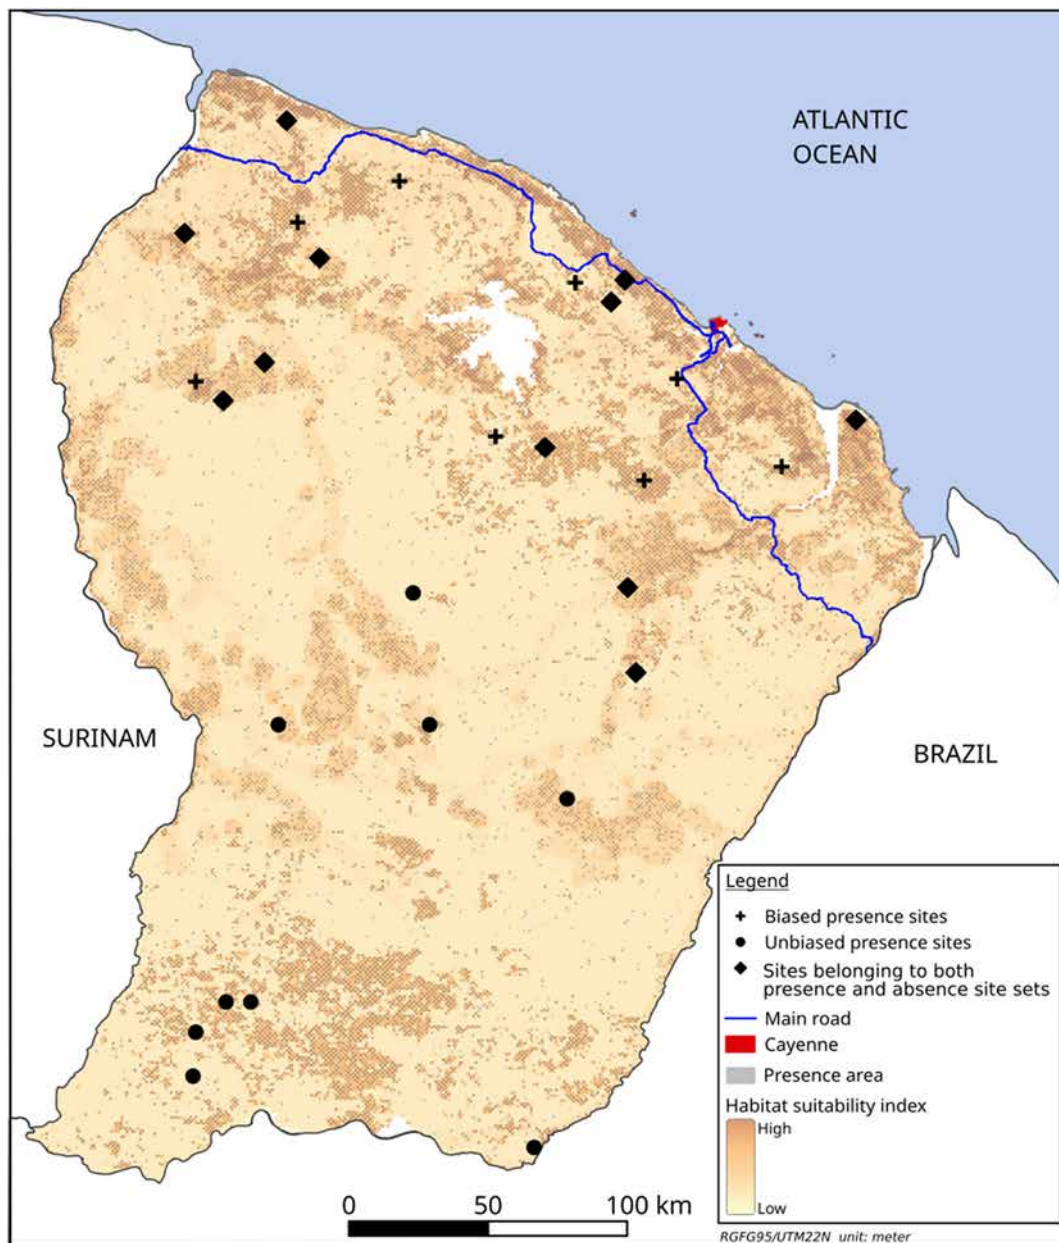 ATLANTIC
OCEAN
SURINAM
BRAZIL
Legend
Biased presence sites
Unbiased presence sites
Sites belonging to both
presence and absence site sets
Main road
Cayenne
Presence area
Habitat suitability index
High
Low
0 50 100 km
RGFG95/UTM22N unit: meter